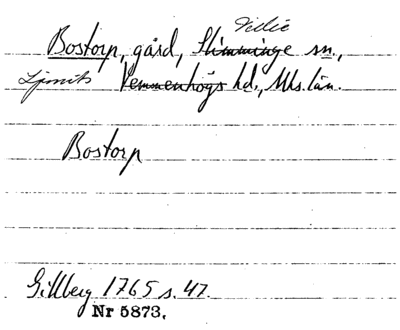 Villie
Bostorp, gård, Slimminge sn.,
Ljunits Vemmenhögs hd., Mhs. län.
Bostorp
Gillberg 1765 s. 47.
Nr 5873.